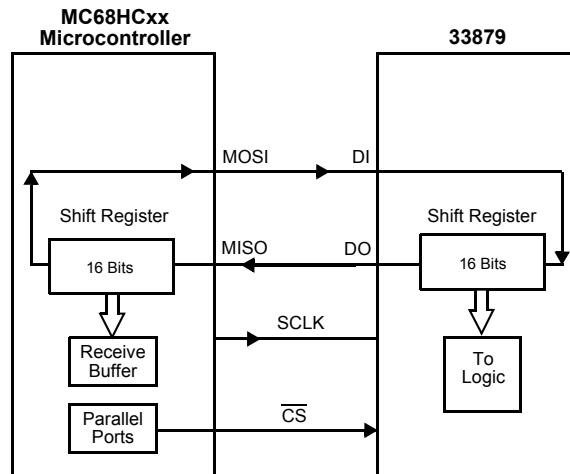 MC68HCxx
Microcontroller
33879
MOSI
DI
Shift Register
Shift Register
MISO
DO
16 Bits
16 Bits
SCLK
Receive
Buffer
To
Logic
Parallel
Ports
CS